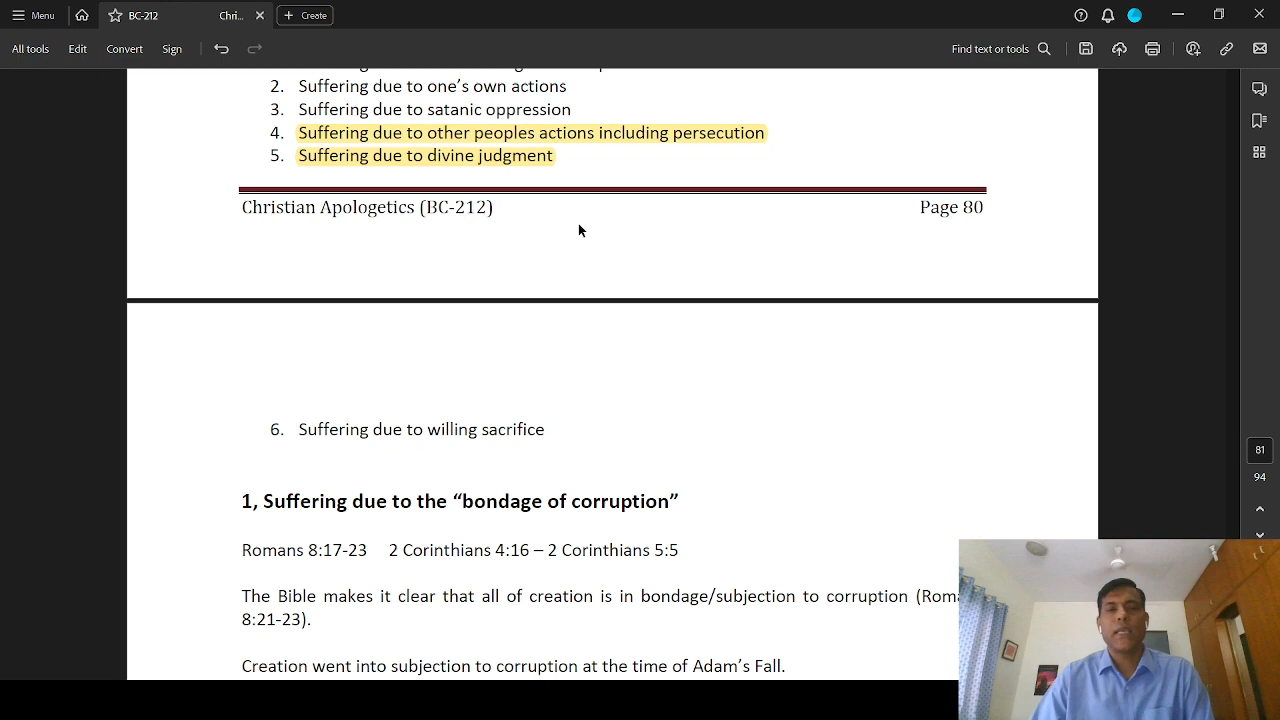 Menu BC-212 Chri... Create
All tools Edit Convert Sign Find text or tools
2. Suffering due to one’s own actions
3. Suffering due to satanic oppression
4. Suffering due to other peoples actions including persecution
5. Suffering due to divine judgment
Christian Apologetics (BC-212) Page 80
6. Suffering due to willing sacrifice
81
94
1, Suffering due to the “bondage of corruption”
Romans 8:17-23 2 Corinthians 4:16 – 2 Corinthians 5:5
The Bible makes it clear that all of creation is in bondage/subjection to corruption
8:21-23).
Creation went into subjection to corruption at the time of Adam’s Fall.